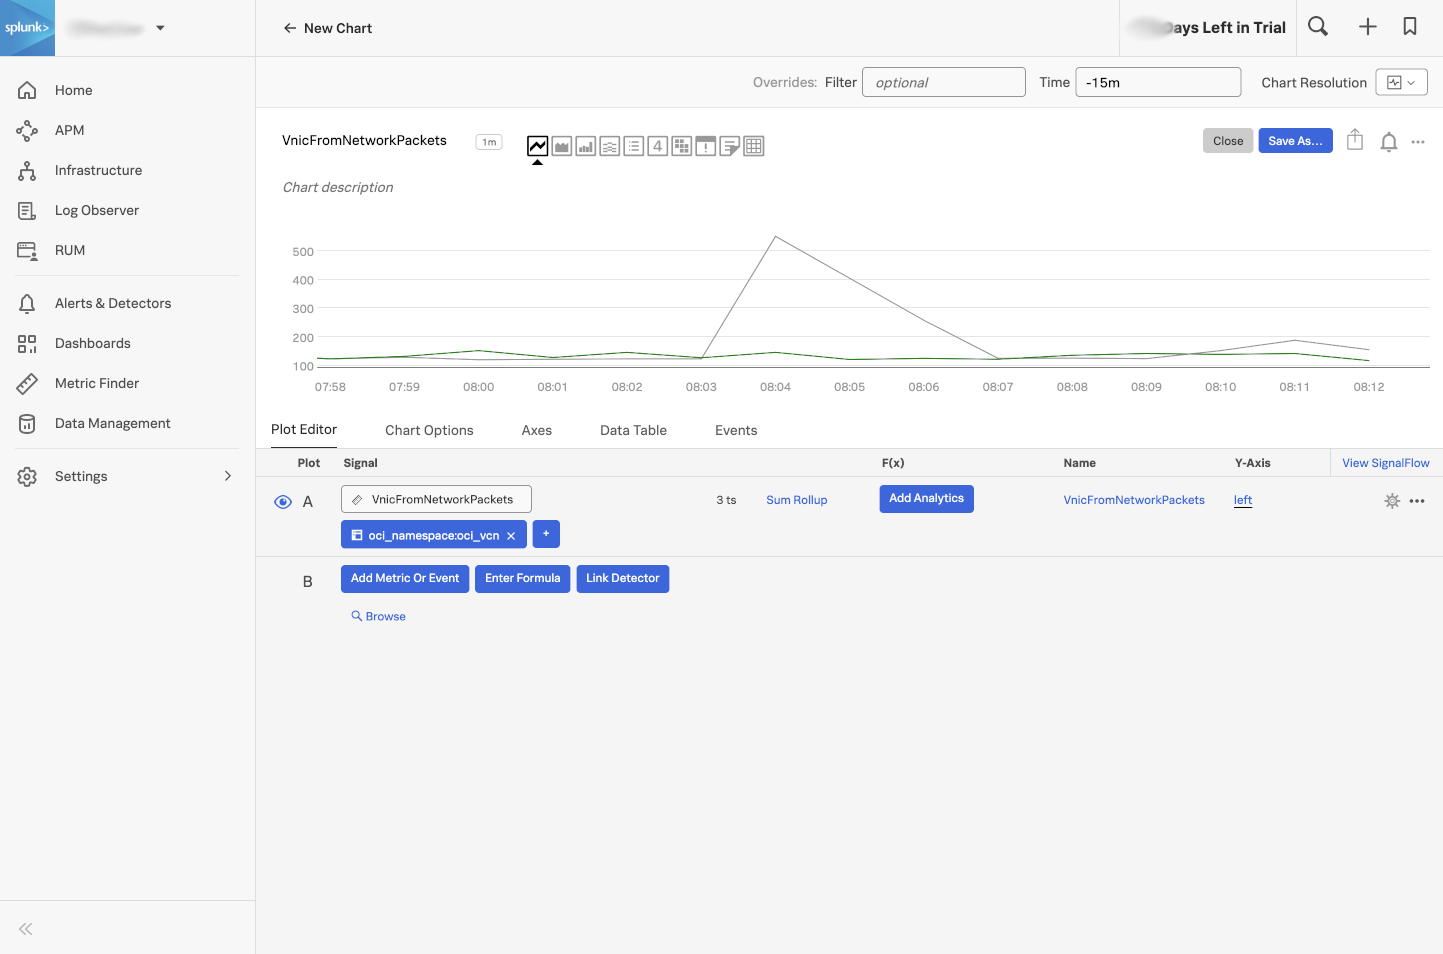 splunk>
New Chart
Days Left in Trial
Overrides: Filter optional Time -15m Chart Resolution
Home
APM
Infrastructure
Log Observer
RUM
Alerts & Detectors
Dashboards
Metric Finder
Data Management
Settings
VnicFromNetworkPackets 1m 4 Close Save As...
Chart description
500
400
300
200
100
07:58 07:59 08:00 08:01 08:02 08:03 08:04 08:05 08:06 08:07 08:08 08:09 08:10 08:11 08:12
Plot Editor Chart Options Axes Data Table Events
Plot Signal F(x) Name Y-Axis View SignalFlow
A VnicFromNetworkPackets 3 ts Sum Rollup Add Analytics VnicFromNetworkPackets left
oci_namespace:oci_vcn × +
B Add Metric Or Event Enter Formula Link Detector
Browse